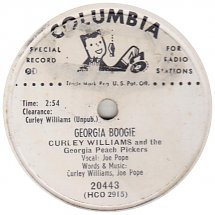 COLUMBIA
SPECIAL RECORD
FOR RADIO STATIONS
Trade Mark Reg. U.S. Pat. Off.
Time: 2:54
Clearance:
Curley Williams (Unpub.)
GEORGIA BOOGIE
CURLEY WILLIAMS and the
Georgia Peach Pickers
Vocal: Joe Pope
Words & Music:
Curley Williams, Joe Pope
20443
(HCO 2915)